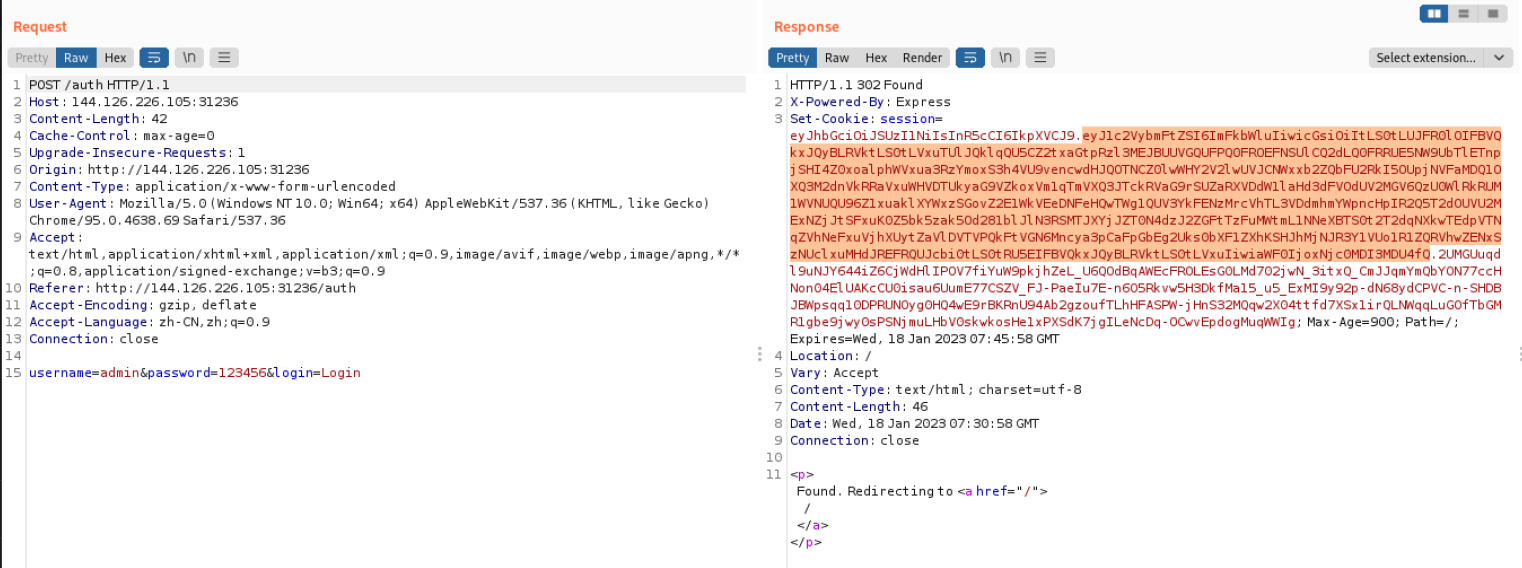 Request
Response
Pretty Raw Hex \n
Pretty Raw Hex Render \n
Select extension...
1 POST /auth HTTP/1.1
2 Host: 144.126.226.105:31236
3 Content-Length: 42
4 Cache-Control: max-age=0
5 Upgrade-Insecure-Requests: 1
6 Origin: http://144.126.226.105:31236
7 Content-Type: application/x-www-form-urlencoded
8 User-Agent: Mozilla/5.0 (Windows NT 10.0; Win64; x64) AppleWebKit/537.36 (KHTML, like Gecko)
Chrome/95.0.4638.69 Safari/537.36
9 Accept:
text/html,application/xhtml+xml,application/xml;q=0.9,image/avif,image/webp,image/apng,*/*
;q=0.8,application/signed-exchange;v=b3;q=0.9
10 Referer: http://144.126.226.105:31236/auth
11 Accept-Encoding: gzip, deflate
12 Accept-Language: zh-CN,zh;q=0.9
13 Connection: close
14
15 username=admin&password=123456&login=Login
1 HTTP/1.1 302 Found
2 X-Powered-By: Express
3 Set-Cookie: session=
eyJhbGciOiJSUzI1NiIsInR5cCI6IkpXVCJ9.eyJ1c2VybmFtZSI6ImFkbWluIiwicGsiOiItLS0tLUJFR0lOIFBVQ
; Max-Age=900; Path=/;
Expires=Wed, 18 Jan 2023 07:45:58 GMT
4 Location: /
5 Vary: Accept
6 Content-Type: text/html; charset=utf-8
7 Content-Length: 46
8 Date: Wed, 18 Jan 2023 07:30:58 GMT
9 Connection: close
10
11 <p>
Found. Redirecting to <a href="/">
/
</a>
</p>